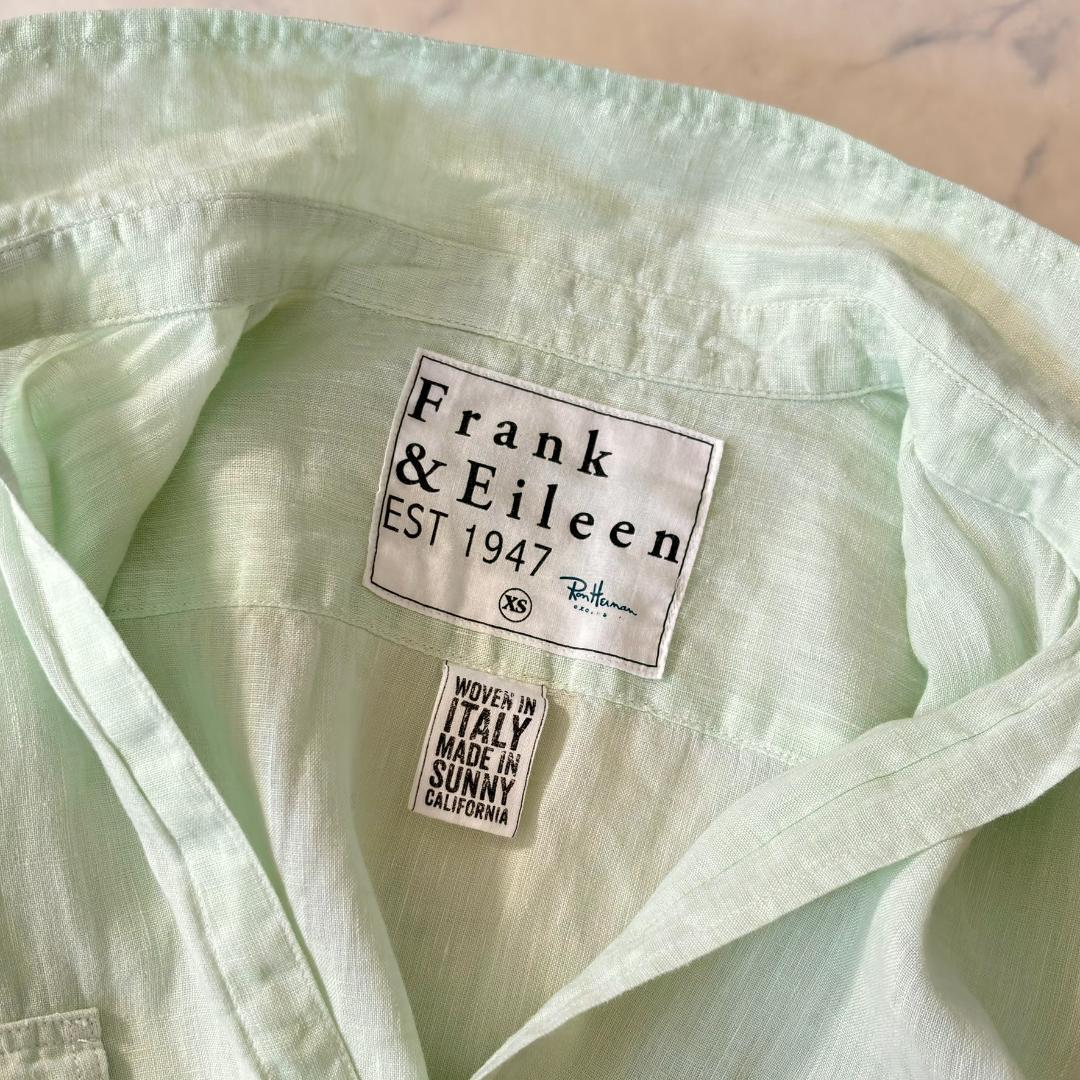 Frank
& Eileen
EST 1947
XS
Ron Herman
WOVEN IN
ITALY
MADE IN
SUNNY
CALIFORNIA